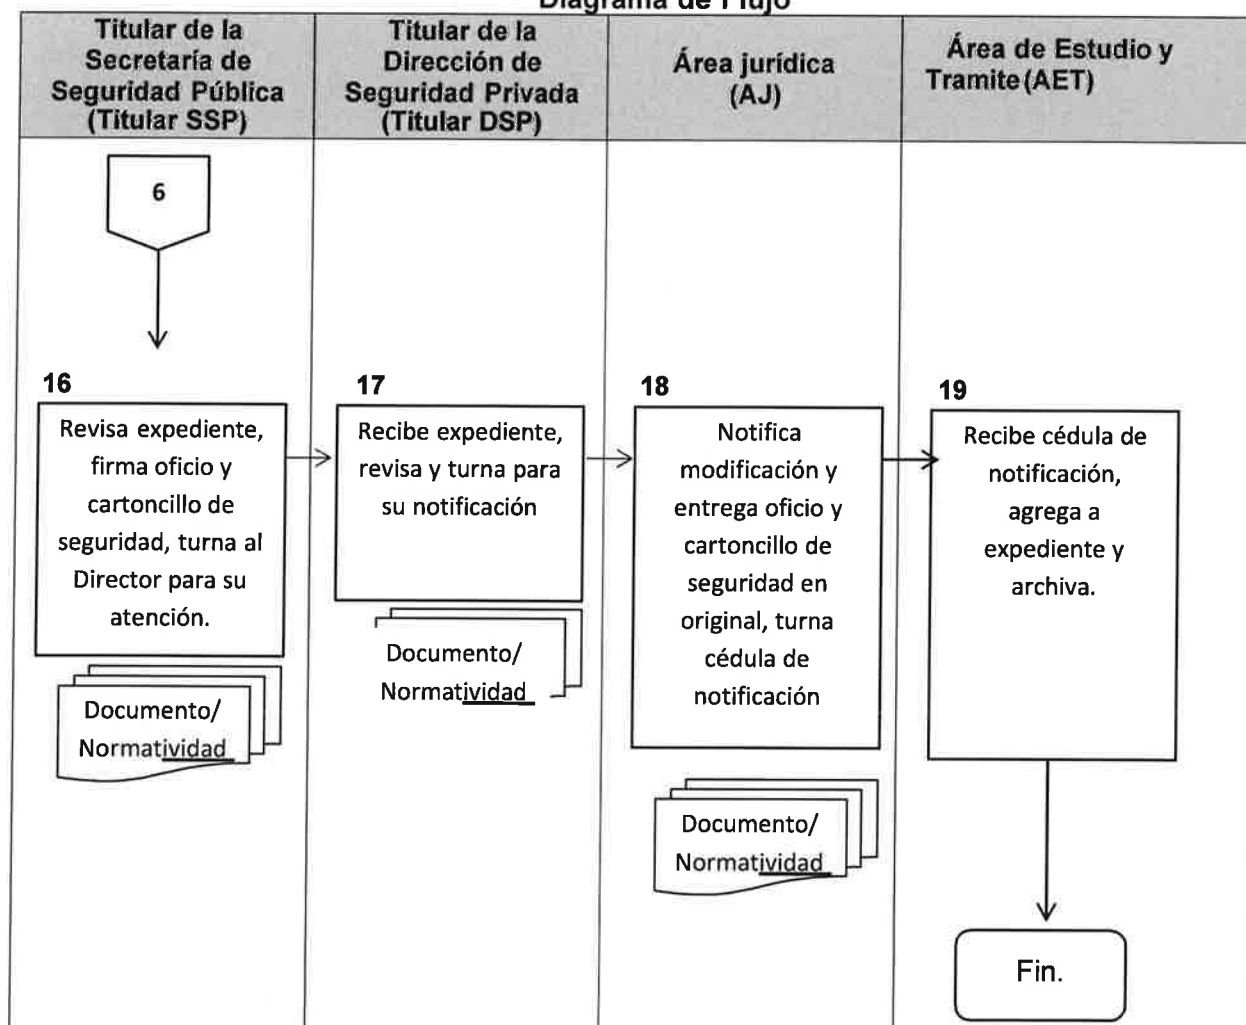 Diagrama de Flujo
Titular de la
Secretaría de
Seguridad Pública
(Titular SSP)
Titular de la
Dirección de
Seguridad Privada
(Titular DSP)
Área jurídica
(AJ)
Área de Estudio y
Tramite(AET)
6
16
Revisa expediente,
firma oficio y
cartoncillo de
seguridad, turna al
Director para su
atención.
Documento/
Normatividad
17
Recibe expediente,
revisa y turna para
su notificación
Documento/
Normatividad
18
Notifica
modificación y
entrega oficio y
cartoncillo de
seguridad en
original, turna
cédula de
notificación
Documento/
Normatividad
19
Recibe cédula de
notificación,
agrega a
expediente y
archiva.
Fin.